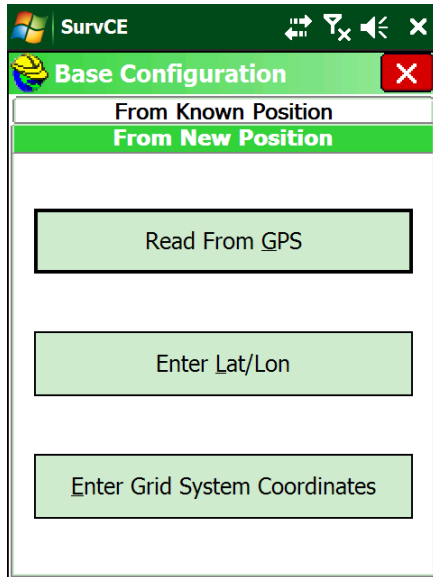 SurvCE
Base Configuration
From Known Position
From New Position
Read From GPS
Enter Lat/Lon
Enter Grid System Coordinates